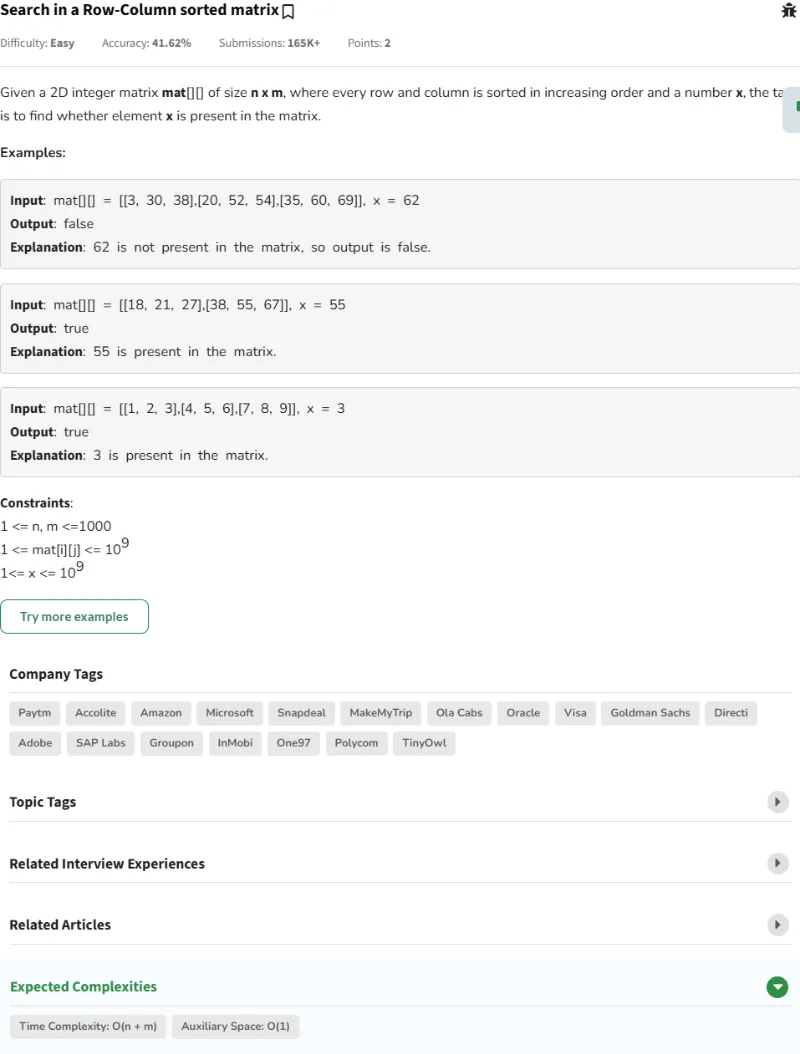 Search in a Row-Column sorted matrix
Difficulty: Easy Accuracy: 41.62% Submissions: 165K+ Points: 2
Given a 2D integer matrix mat[][] of size n x m, where every row and column is sorted in increasing order and a number x, the ta
is to find whether element x is present in the matrix.
Examples:
Input: mat[][] = [[3, 30, 38],[20, 52, 54],[35, 60, 69]], x = 62
Output: false
Explanation: 62 is not present in the matrix, so output is false.
Input: mat[][] = [[18, 21, 27],[38, 55, 67]], x = 55
Output: true
Explanation: 55 is present in the matrix.
Input: mat[][] = [[1, 2, 3],[4, 5, 6],[7, 8, 9]], x = 3
Output: true
Explanation: 3 is present in the matrix.
Constraints:
1 <= n, m <=1000
1 <= mat[i][j] <= 10⁹
1<= x <= 10⁹
Try more examples
Company Tags
Paytm Accolite Amazon Microsoft Snapdeal MakeMyTrip Ola Cabs Oracle Visa Goldman Sachs Directi
Adobe SAP Labs Groupon InMobi One97 Polycom TinyOwl
Topic Tags
Related Interview Experiences
Related Articles
Expected Complexities
Time Complexity: O(n + m) Auxiliary Space: O(1)